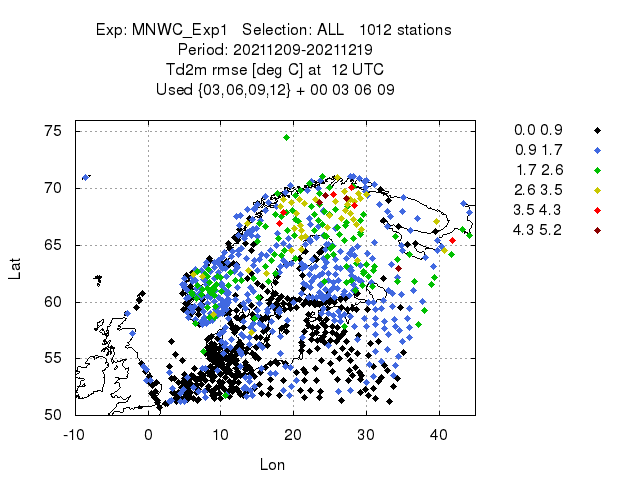 Exp: MNWC_Exp1 Selection: ALL 1012 stations
Period: 20211209-20211219
Td2m rmse [deg C] at 12 UTC
Used {03,06,09,12} + 00 03 06 09
75
70
65
60
55
50
Lat
-10 0 10 20 30 40
Lon
0.0 0.9
0.9 1.7
1.7 2.6
2.6 3.5
3.5 4.3
4.3 5.2